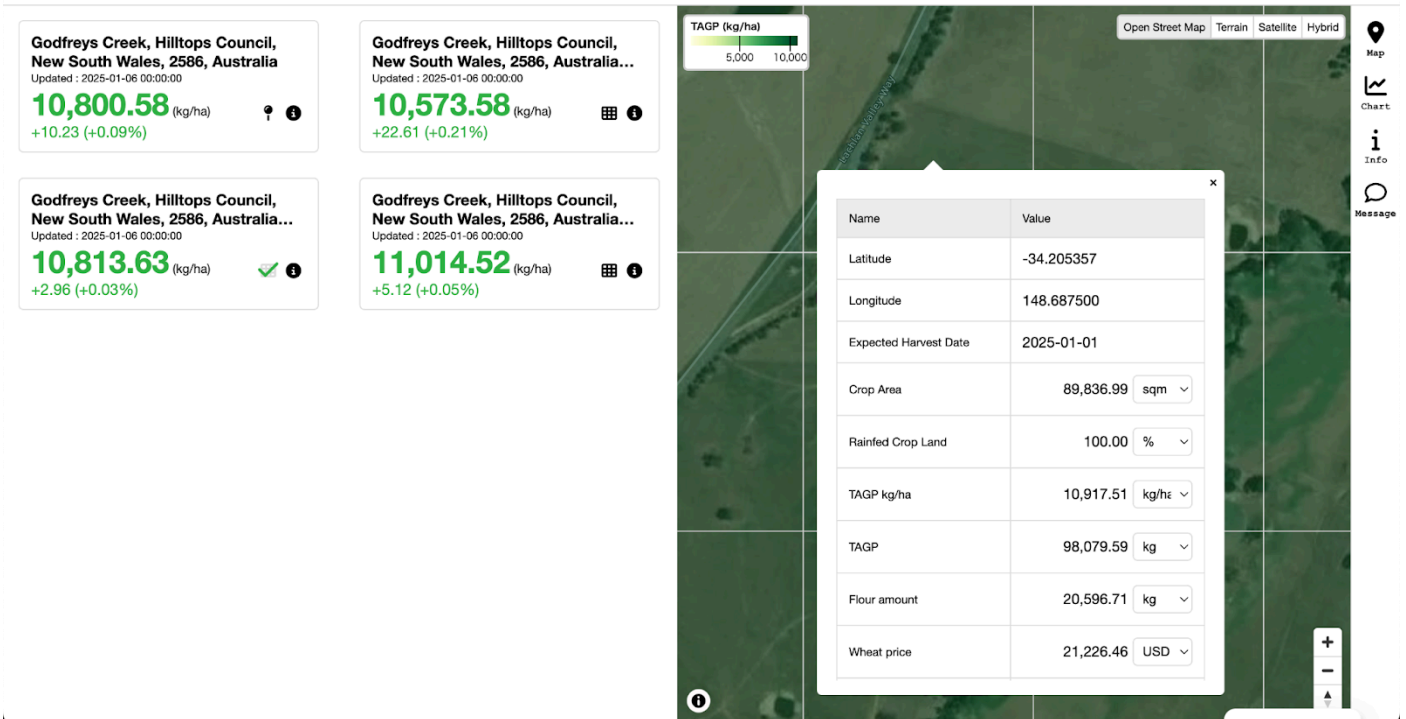 Godfreys Creek, Hilltops Council,
New South Wales, 2586, Australia
Updated : 2025-01-06 00:00:00
10,800.58 (kg/ha)
+10.23 (+0.09%)
Godfreys Creek, Hilltops Council,
New South Wales, 2586, Australia...
Updated : 2025-01-06 00:00:00
10,573.58 (kg/ha)
+22.61 (+0.21%)
Godfreys Creek, Hilltops Council,
New South Wales, 2586, Australia...
Updated : 2025-01-06 00:00:00
10,813.63 (kg/ha)
+2.96 (+0.03%)
Godfreys Creek, Hilltops Council,
New South Wales, 2586, Australia...
Updated : 2025-01-06 00:00:00
11,014.52 (kg/ha)
+5.12 (+0.05%)
TAGP (kg/ha)
5,000 10,000
Open Street Map Terrain Satellite Hybrid
Lachlan Valley Way
Name Value
Latitude -34.205357
Longitude 148.687500
Expected Harvest Date 2025-01-01
Crop Area 89,836.99 sqm
Rainfed Crop Land 100.00 %
TAGP kg/ha 10,917.51 kg/ha
TAGP 98,079.59 kg
Flour amount 20,596.71 kg
Wheat price 21,226.46 USD
Map
Chart
Info
Message